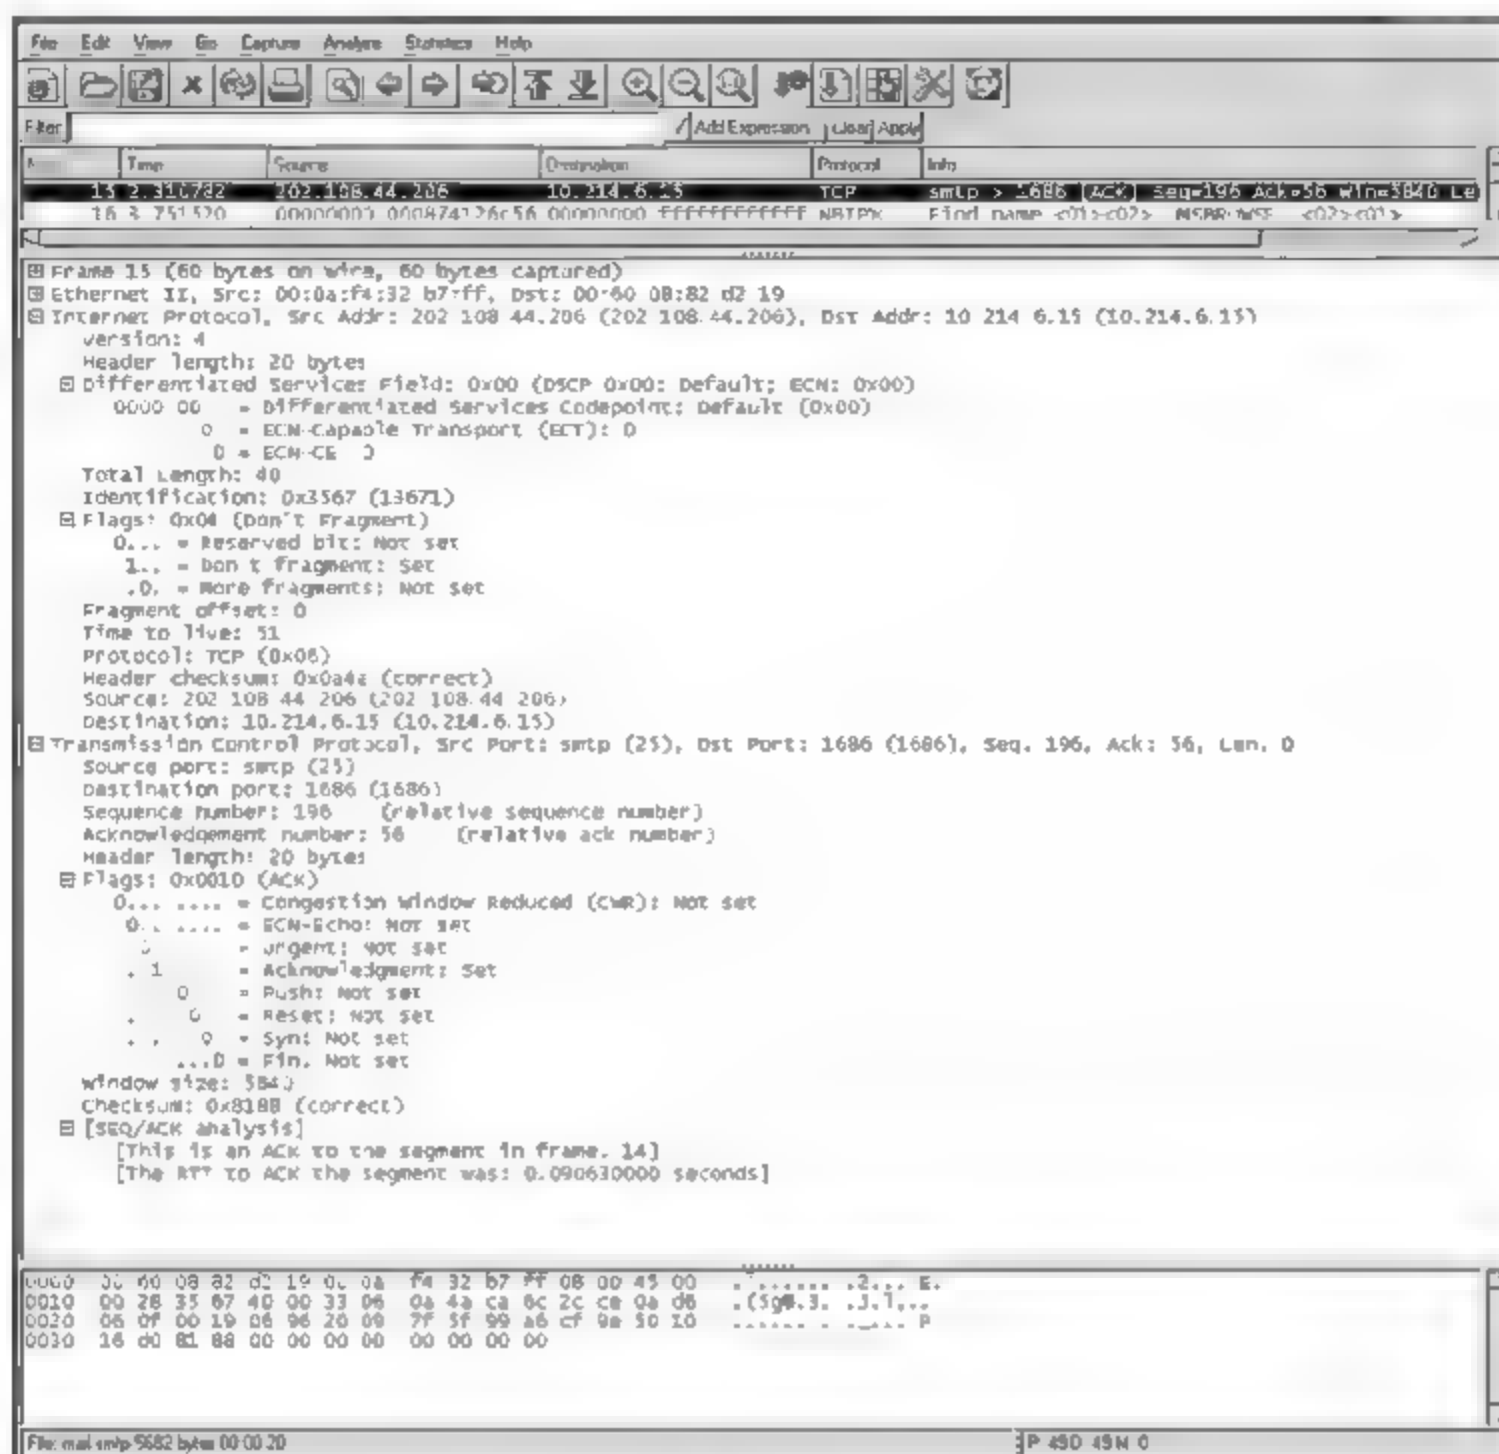 File Edit View Go Capture Analyze Statistics Help
Filter Add Expression Clear Apply
Time Source Destination Protocol Info
15 2.310782 202.108.44.206 10.214.6.15 TCP smtp > 1686 [ACK] Seq=196 Ack=56 Win=5840 Le
16 3.751520 00000000 000874126c56 00000000 ffffffffffff NBIPX Find name <01><02>__MSBROWSE__<02><01>
Frame 15 (60 bytes on wire, 60 bytes captured)
Ethernet II, Src: 00:0a:f4:32:b7:ff, Dst: 00:60:08:82:d2:19
Internet Protocol, Src Addr: 202.108.44.206 (202.108.44.206), Dst Addr: 10.214.6.15 (10.214.6.15)
Version: 4
Header length: 20 bytes
Differentiated Services Field: 0x00 (DSCP 0x00: Default; ECN: 0x00)
0000 00 = Differentiated Services Codepoint: Default (0x00)
0 = ECN-Capable Transport (ECT): 0
0 = ECN-CE: 0
Total Length: 40
Identification: 0x3567 (13671)
Flags: 0x04 (Don't Fragment)
0... = Reserved bit: Not set
1.. = Don't fragment: Set
.0. = More fragments: Not set
Fragment offset: 0
Time to live: 51
Protocol: TCP (0x06)
Header checksum: 0x0a4a (correct)
Source: 202.108.44.206 (202.108.44.206)
Destination: 10.214.6.15 (10.214.6.15)
Transmission Control Protocol, Src Port: smtp (25), Dst Port: 1686 (1686), Seq: 196, Ack: 56, Len: 0
Source port: smtp (25)
Destination port: 1686 (1686)
Sequence number: 196 (relative sequence number)
Acknowledgement number: 56 (relative ack number)
Header length: 20 bytes
Flags: 0x0010 (ACK)
0... .... = Congestion Window Reduced (CWR): Not set
0.. .... = ECN-Echo: Not set
0 = Urgent: Not set
. 1 = Acknowledgment: Set
0 = Push: Not set
. 0 = Reset: Not set
. . 0 = Syn: Not set
...0 = Fin: Not set
Window size: 5840
Checksum: 0x8188 (correct)
[SEQ/ACK analysis]
[This is an ACK to the segment in frame: 14]
[The RTT to ACK the segment was: 0.090630000 seconds]
0000 00 60 08 82 d2 19 00 0a f4 32 b7 ff 08 00 45 00 .`...... .2....E.
0010 00 28 35 67 40 00 33 06 0a 4a ca 6c 2c ce 0a d6 .(5g@.3. .J.l,...
0020 06 0f 00 19 06 96 20 09 7f 5f 99 a6 cf 9e 50 10 ...... . ._....P.
0030 16 d0 81 88 00 00 00 00 00 00 00 00
File: mail smtp 5682 bytes 00:00:20 P: 49 D: 49 M: 0